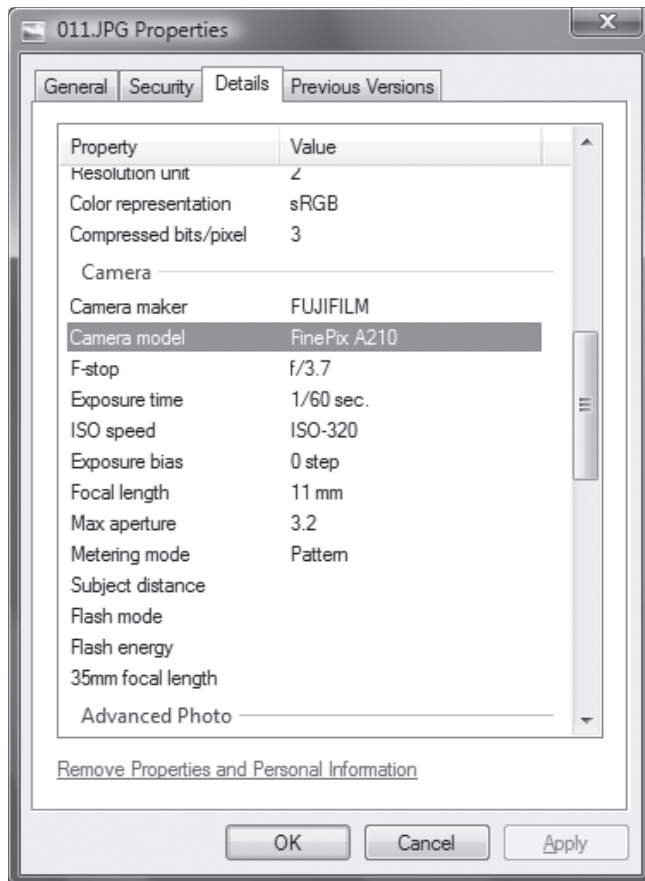 011.JPG Properties
General Security Details Previous Versions
Property Value
Resolution unit 2
Color representation sRGB
Compressed bits/pixel 3
Camera
Camera maker FUJIFILM
Camera model FinePix A210
F-stop f/3.7
Exposure time 1/60 sec.
ISO speed ISO-320
Exposure bias 0 step
Focal length 11 mm
Max aperture 3.2
Metering mode Pattern
Subject distance
Flash mode
Flash energy
35mm focal length
Advanced Photo
Remove Properties and Personal Information
OK Cancel Apply